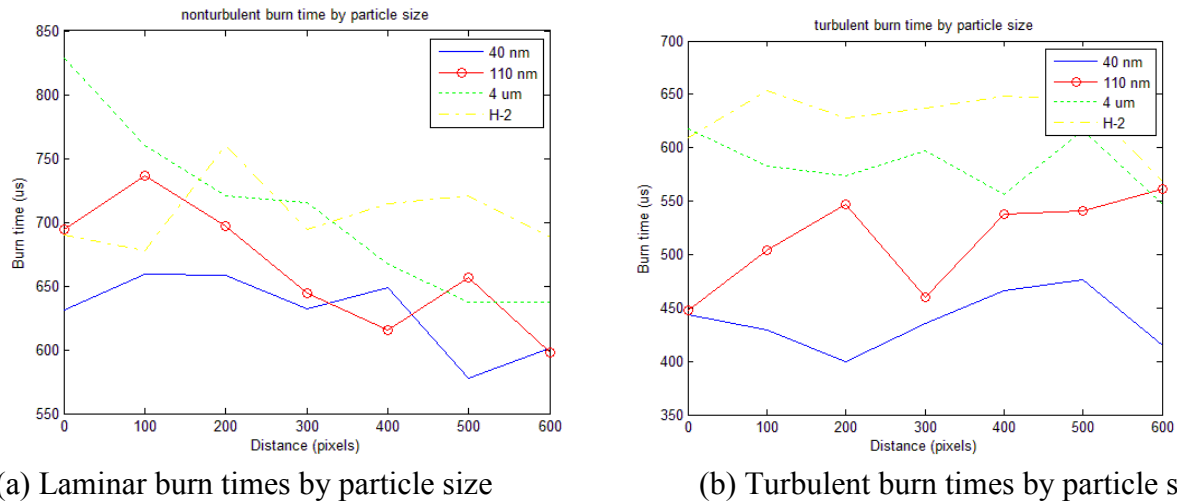 nonturbulent burn time by particle size
850
800
750
700
650
600
550
Burn time (us)
0 100 200 300 400 500 600
Distance (pixels)
40 nm
110 nm
4 um
H-2
turbulent burn time by particle size
700
650
600
550
500
450
400
350
Burn time (us)
0 100 200 300 400 500 600
Distance (pixels)
40 nm
110 nm
4 um
H-2
(a) Laminar burn times by particle size
(b) Turbulent burn times by particle s